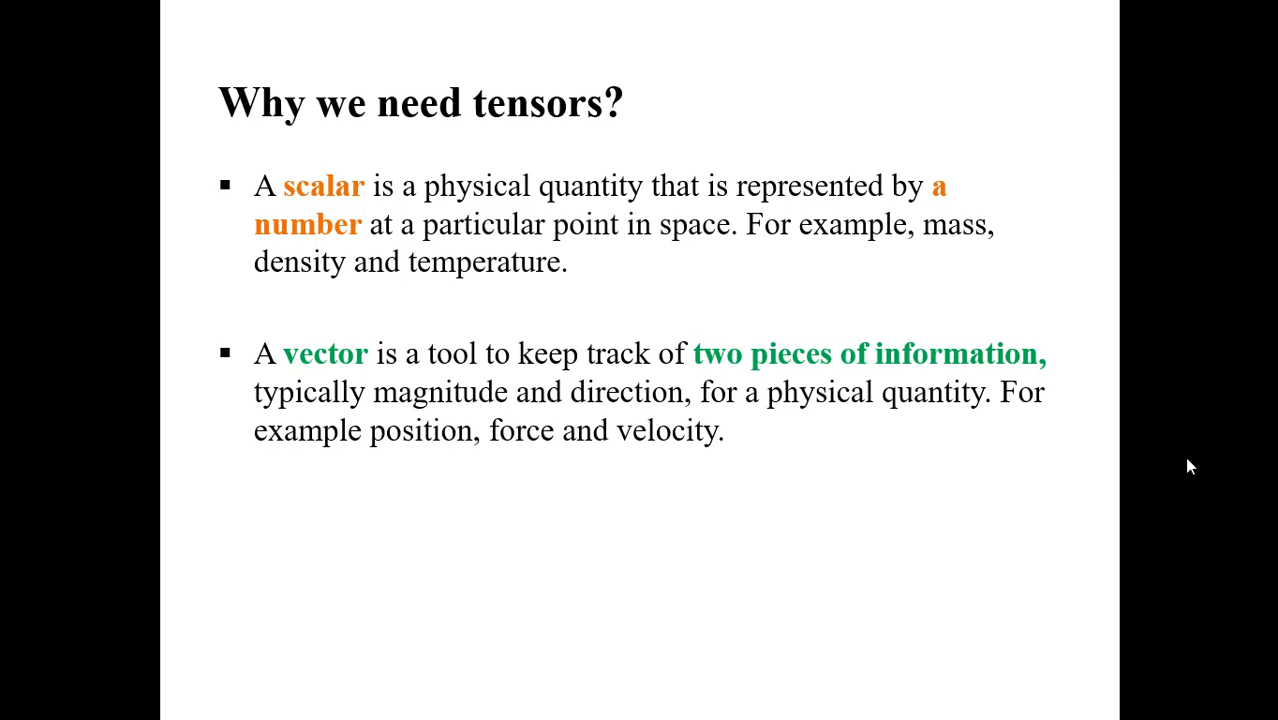 Why we need tensors?
▪ A scalar is a physical quantity that is represented by a
number at a particular point in space. For example, mass,
density and temperature.
▪ A vector is a tool to keep track of two pieces of information,
typically magnitude and direction, for a physical quantity. For
example position, force and velocity.